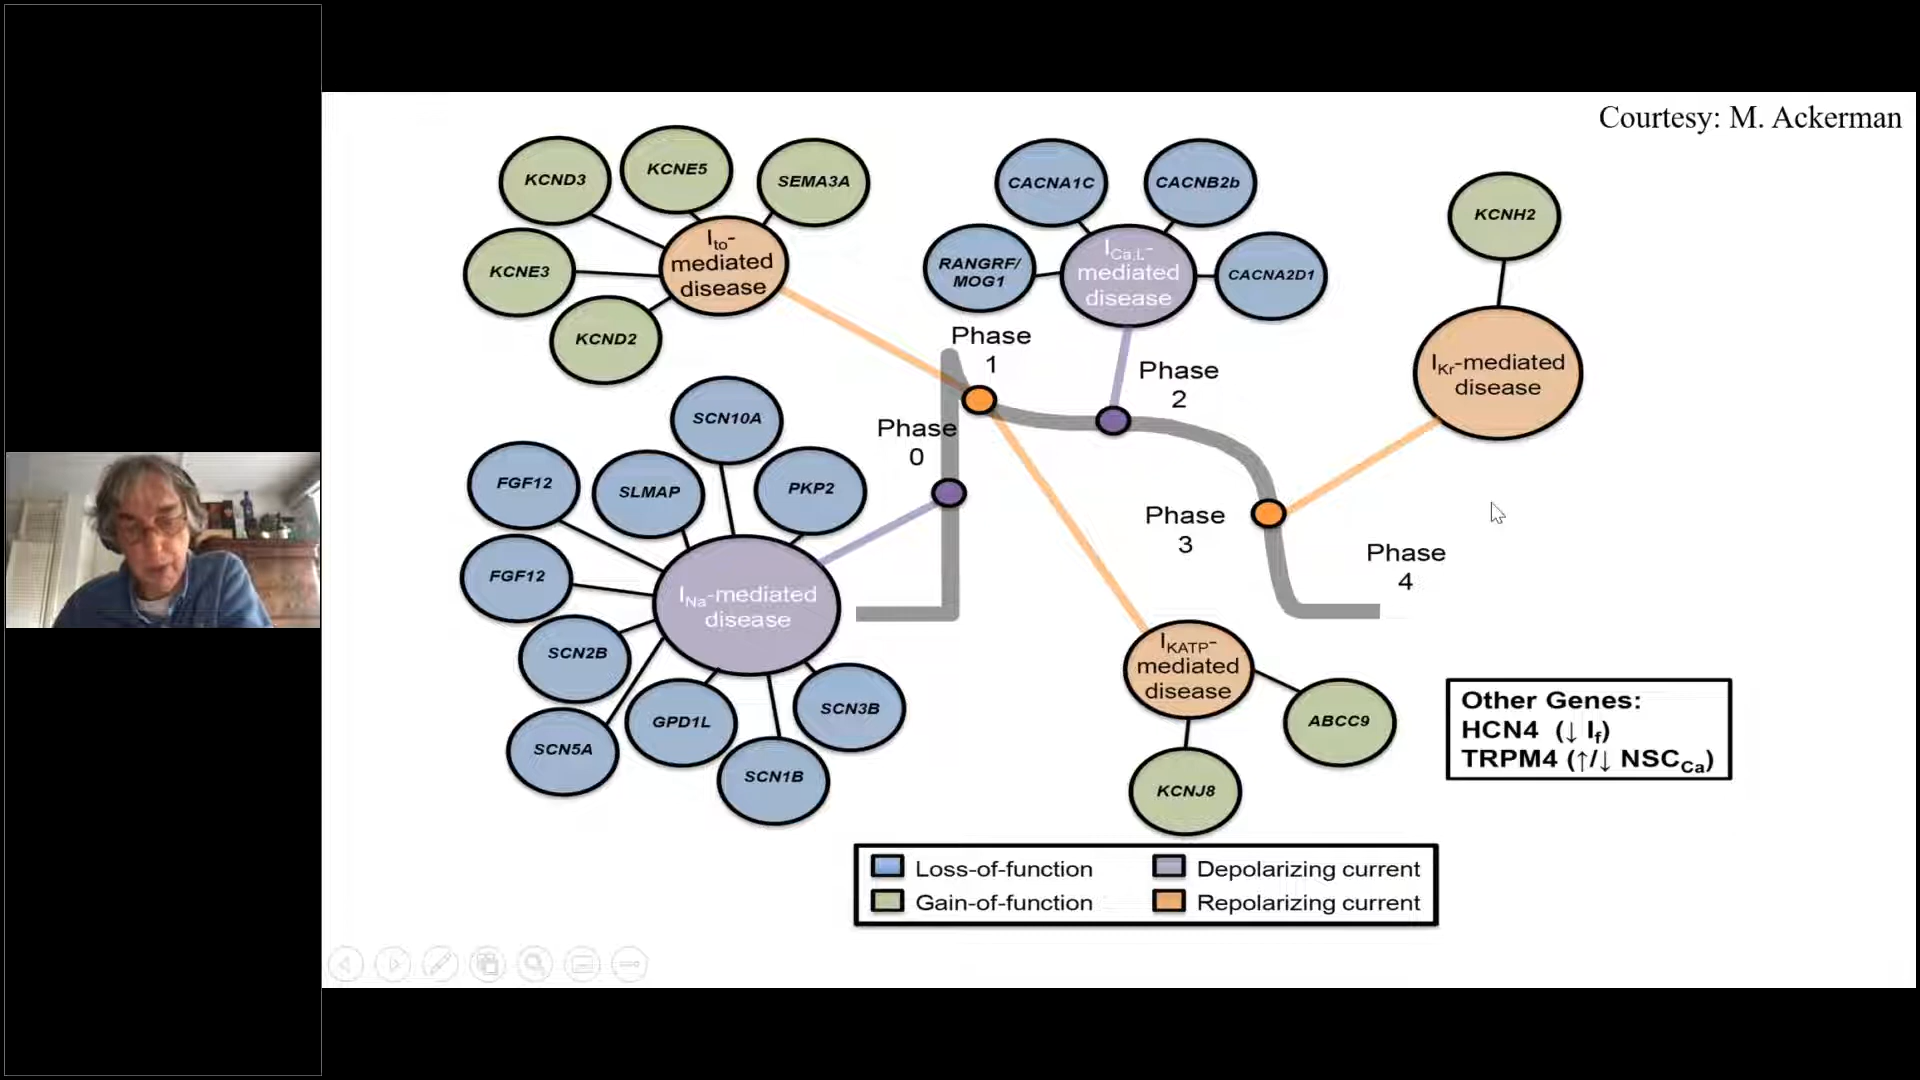 Courtesy: M. Ackerman
KCND3
KCNE5
SEMA3A
KCNE3
KCND2
Ito-
mediated
disease
CACNA1C
CACNB2b
RANGRF/
MOG1
CACNA2D1
ICa,L-
mediated
disease
KCNH2
IKr-mediated
disease
Phase
1
Phase
2
Phase
0
Phase
3
Phase
4
SCN10A
FGF12
SLMAP
PKP2
FGF12
INa-mediated
disease
SCN2B
SCN5A
GPD1L
SCN3B
SCN1B
IKATP-
mediated
disease
ABCC9
KCNJ8
Other Genes:
HCN4 (↓ If)
TRPM4 (↑/↓ NSCCa)
Loss-of-function
Depolarizing current
Gain-of-function
Repolarizing current